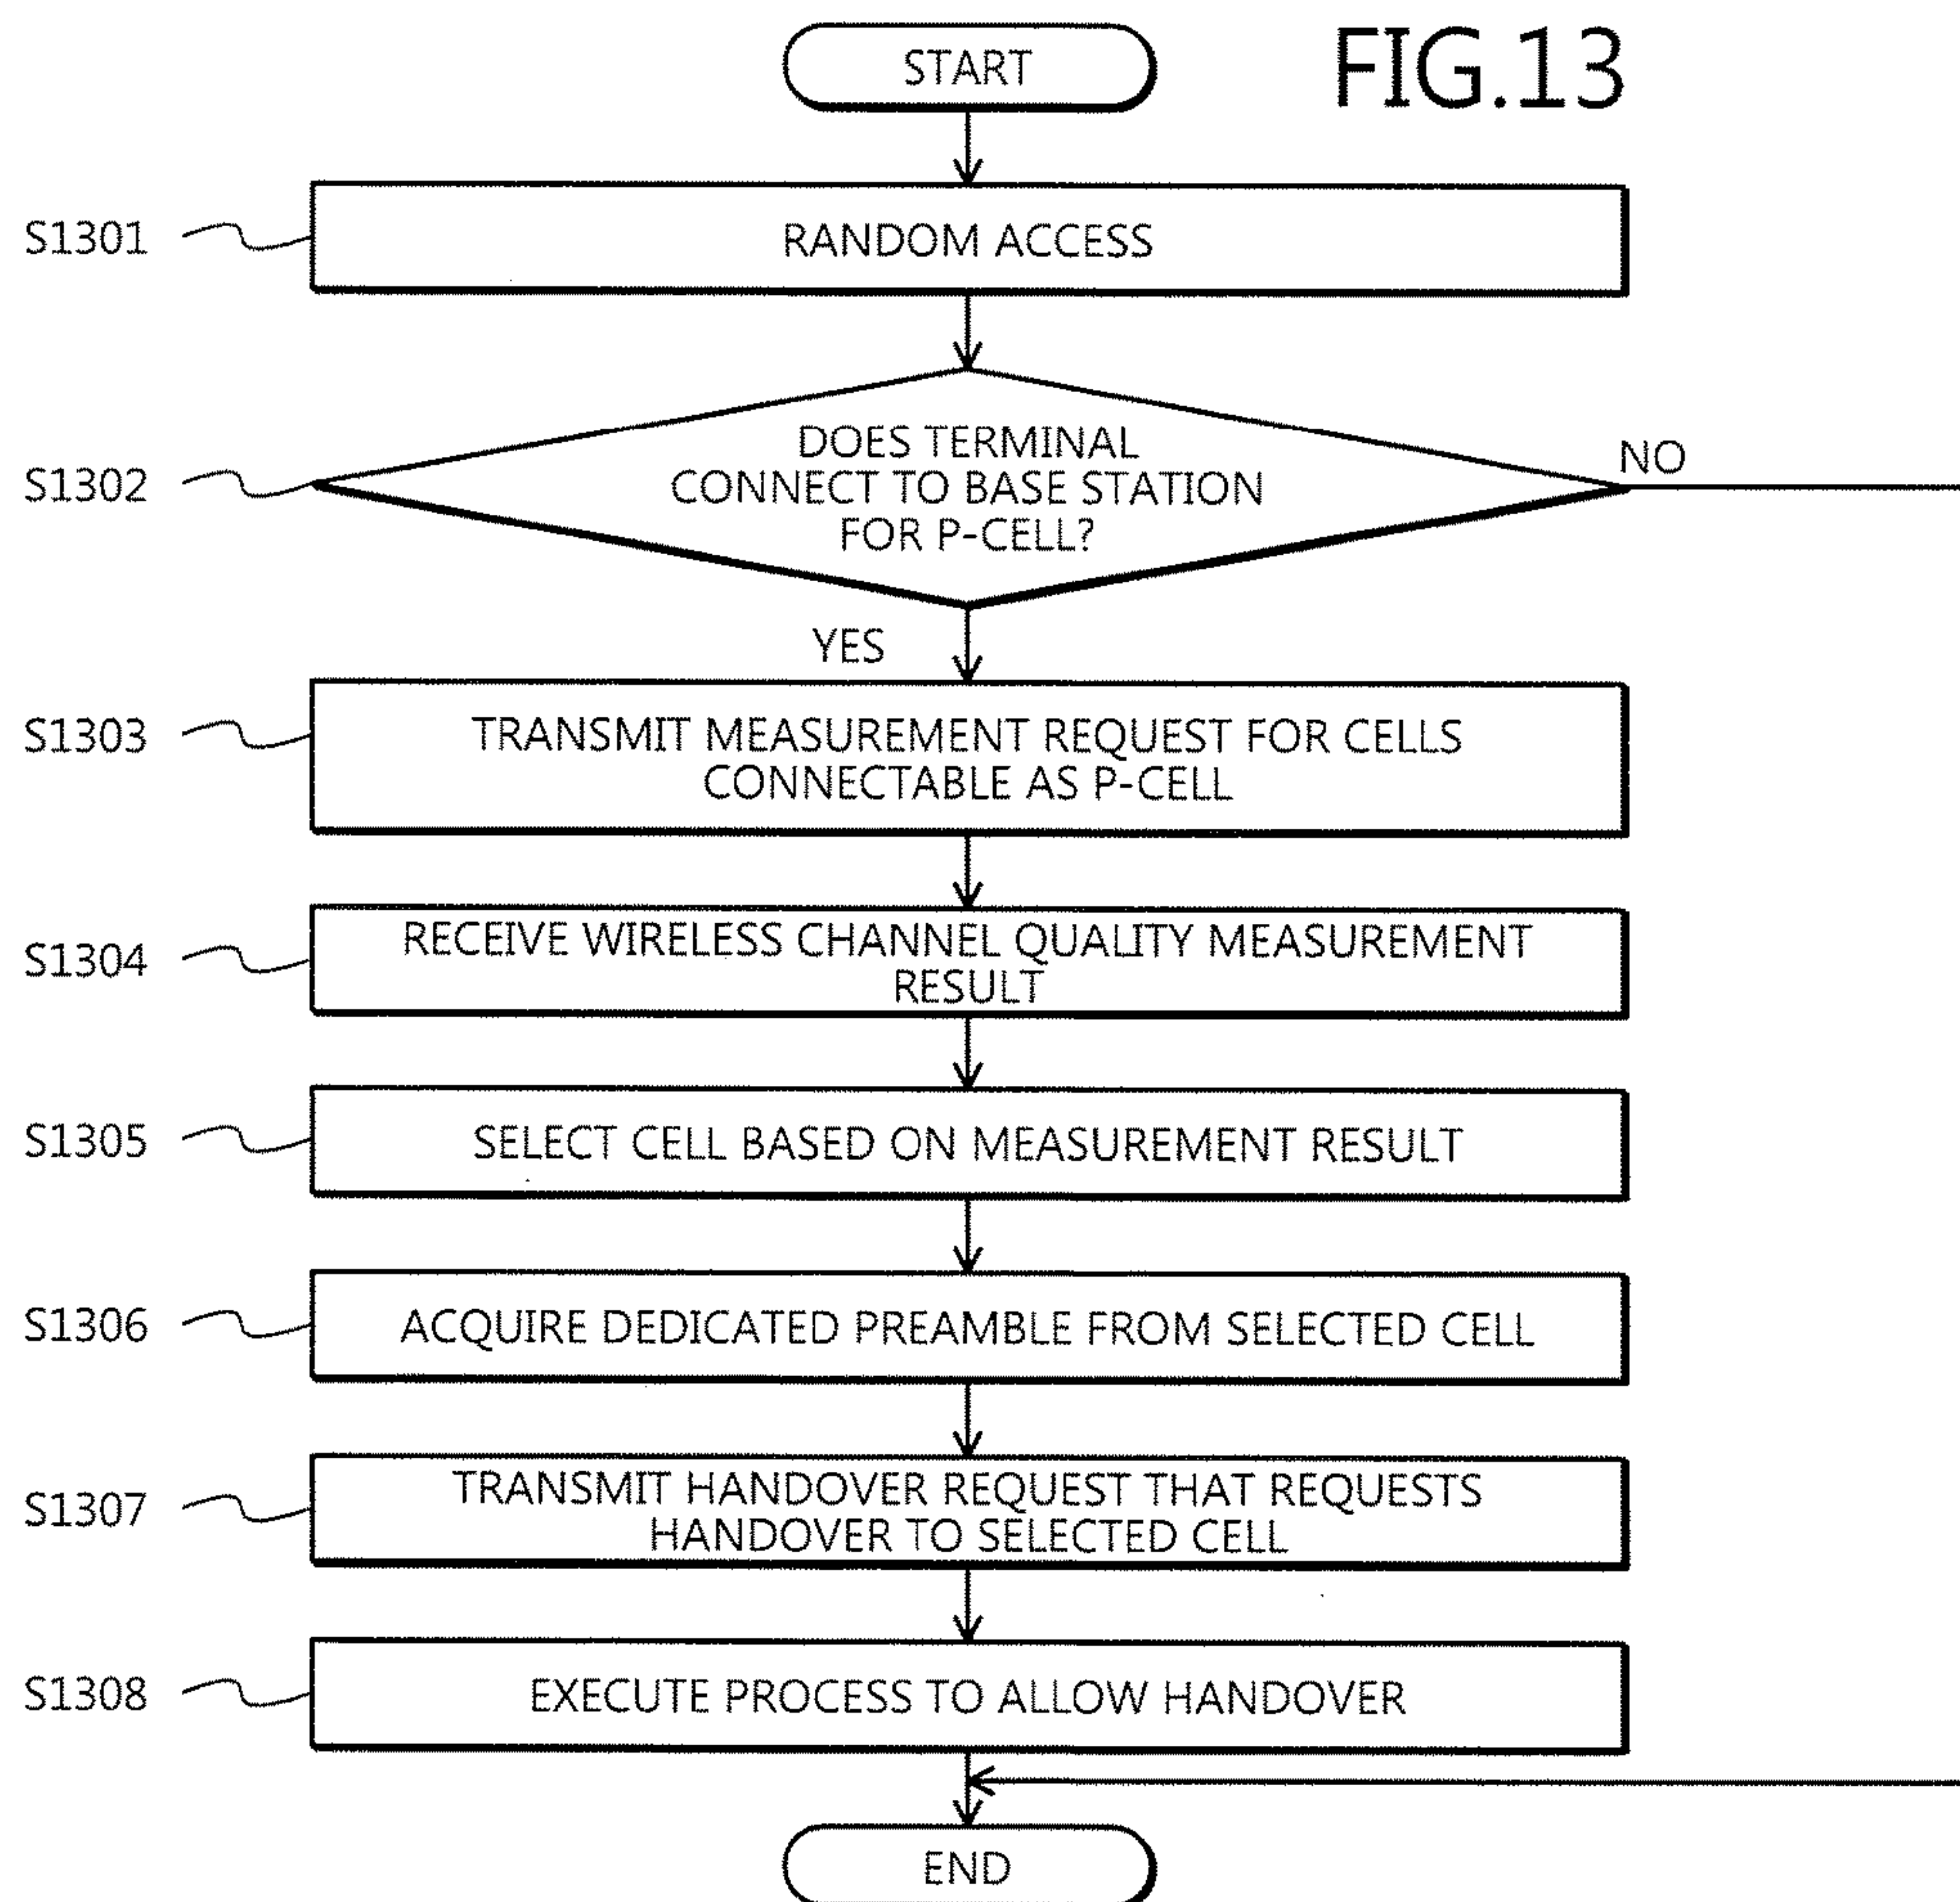 START
FIG.13
S1301
RANDOM ACCESS
S1302
DOES TERMINAL
CONNECT TO BASE STATION
FOR P-CELL?
NO
YES
S1303
TRANSMIT MEASUREMENT REQUEST FOR CELLS
CONNECTABLE AS P-CELL
S1304
RECEIVE WIRELESS CHANNEL QUALITY MEASUREMENT
RESULT
S1305
SELECT CELL BASED ON MEASUREMENT RESULT
S1306
ACQUIRE DEDICATED PREAMBLE FROM SELECTED CELL
S1307
TRANSMIT HANDOVER REQUEST THAT REQUESTS
HANDOVER TO SELECTED CELL
S1308
EXECUTE PROCESS TO ALLOW HANDOVER
END